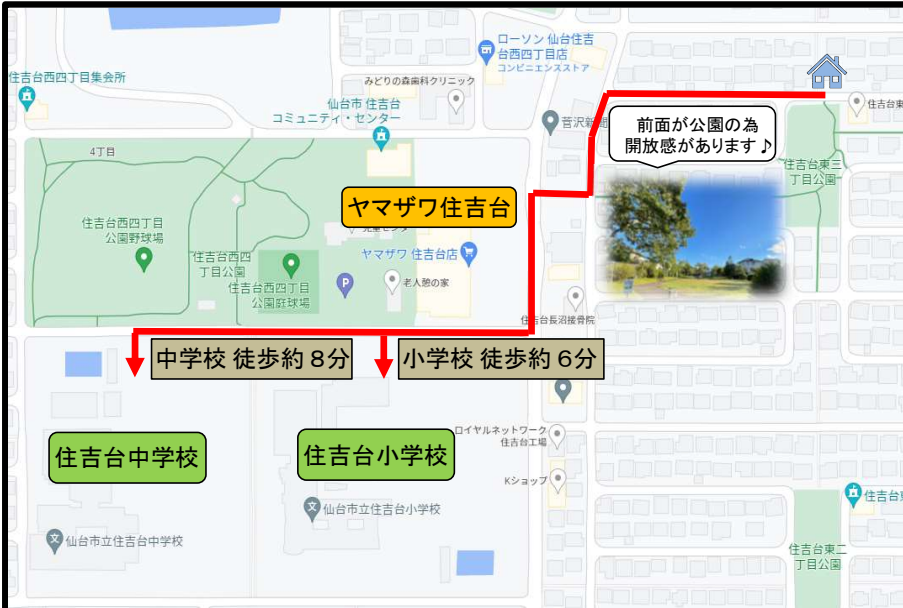 ローソン 仙台住吉
台西四丁目店
コンビニエンスストア
住吉台西四丁目集会所
みどりの森歯科クリニック
仙台市 住吉台
コミュニティ・センター
菅沢新聞
住吉台東
前面が公園の為
開放感があります♪
4丁目
住吉台東三
丁目公園
ヤマザワ住吉台
住吉台西四丁目
公園野球場
ヤマザワ 住吉台店
住吉台西四
丁目公園
住吉台西四丁目
公園庭球場
P
老人憩の家
住吉台長沼接骨院
中学校 徒歩約8分
小学校 徒歩約6分
ロイヤルネットワーク
住吉台工場
住吉台中学校
住吉台小学校
Kショップ
住吉台東
文 仙台市立住吉台小学校
文 仙台市立住吉台中学校
住吉台東二
丁目公園